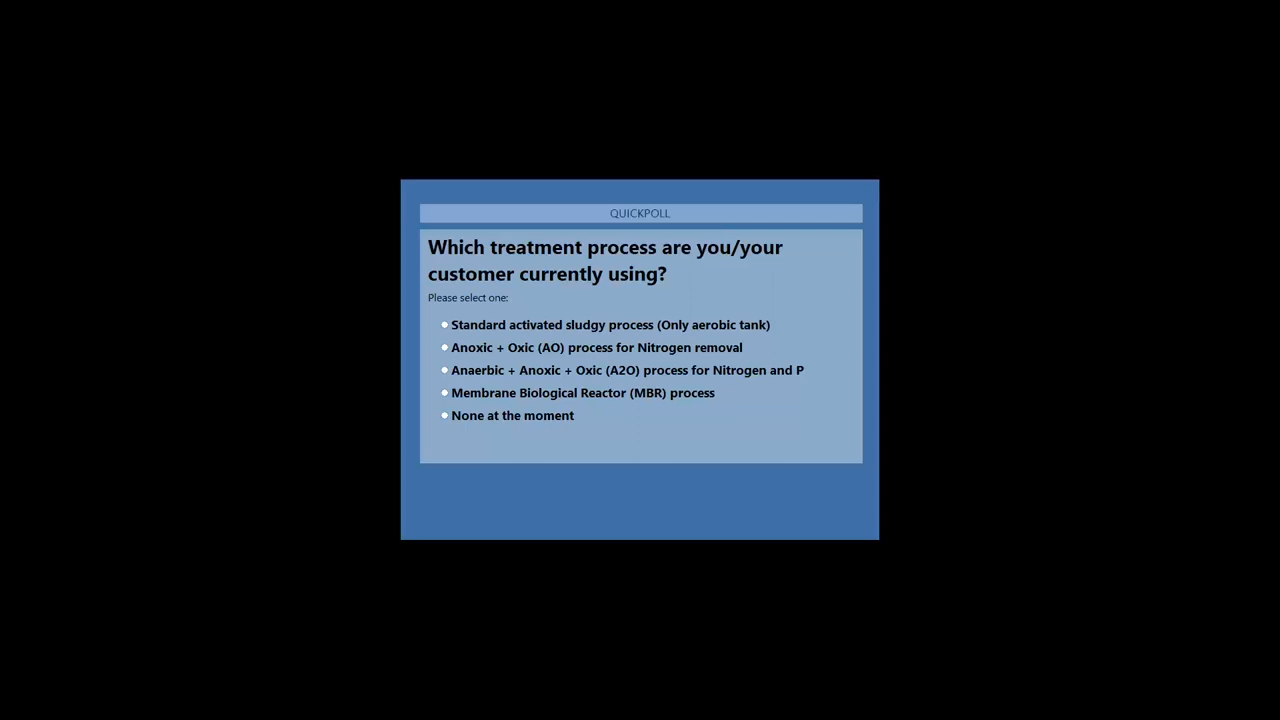 QUICKPOLL
Which treatment process are you/your
customer currently using?
Please select one:
Standard activated sludgy process (Only aerobic tank)
Anoxic + Oxic (AO) process for Nitrogen removal
Anaerbic + Anoxic + Oxic (A2O) process for Nitrogen and P
Membrane Biological Reactor (MBR) process
None at the moment